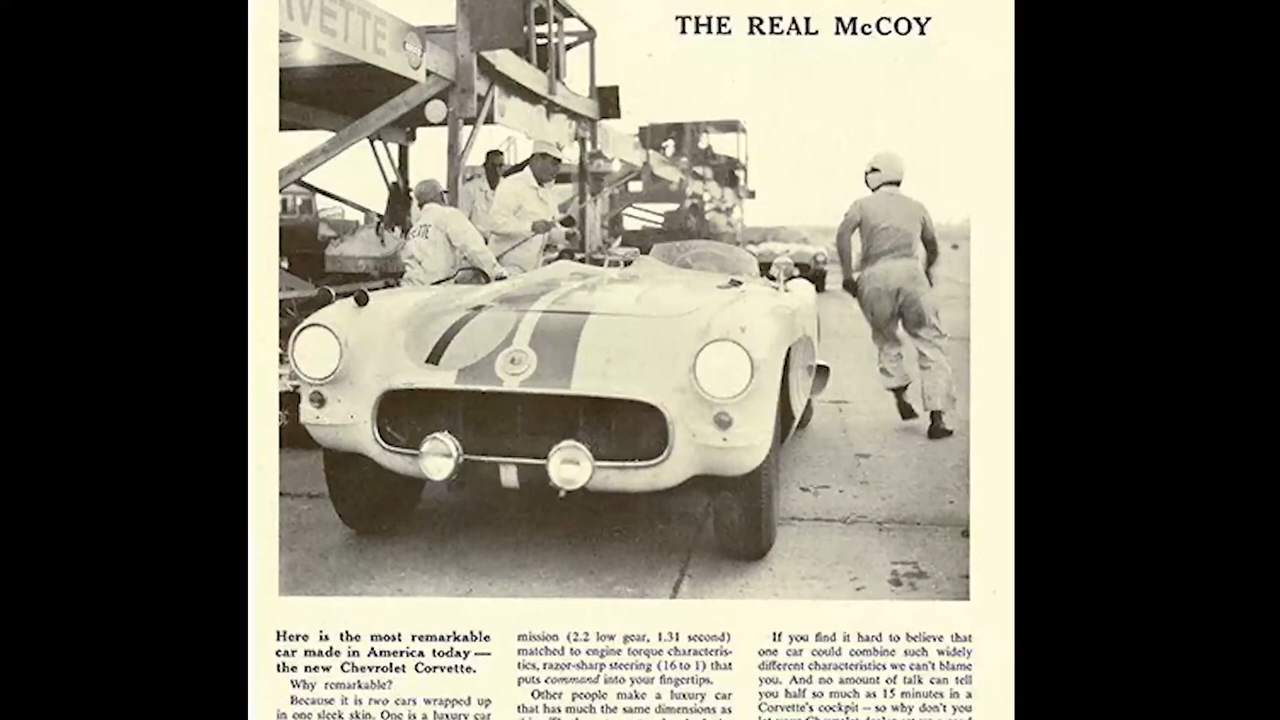 RVETTE
THE REAL McCOY
Here is the most remarkable
car made in America today —
the new Chevrolet Corvette.
Why remarkable?
Because it is two cars wrapped up
in one sleek skin. One is a luxury car
mission (2.2 low gear, 1.31 second)
matched to engine torque characteris-
tics, razor-sharp steering (16 to 1) that
puts command into your fingertips.
Other people make a luxury car
that has much the same dimensions as
If you find it hard to believe that
one car could combine such widely
different characteristics we can't blame
you. And no amount of talk can tell
you half so much as 15 minutes in a
Corvette's cockpit — so why don't you